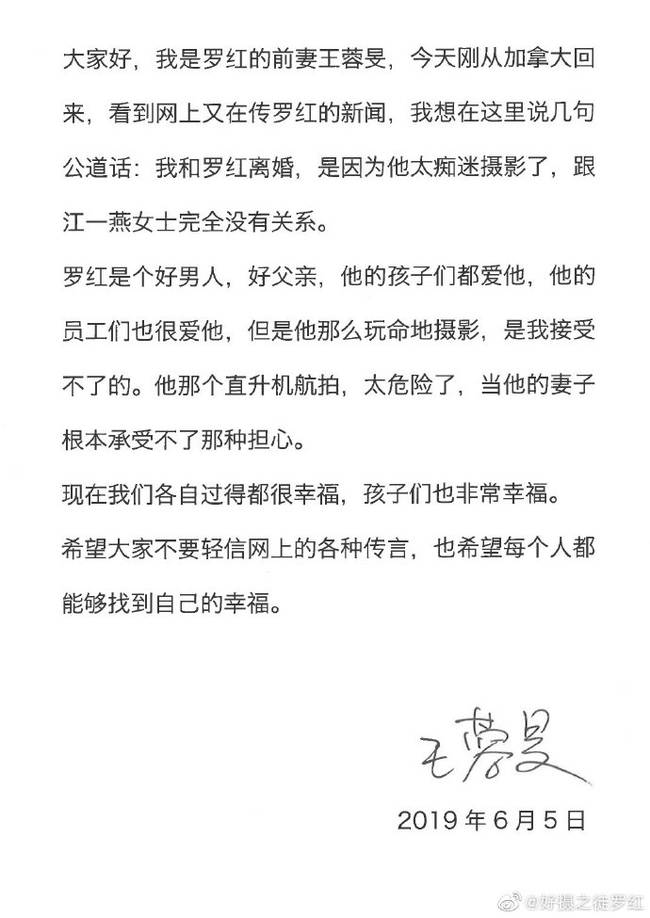 大家好，我是罗红的前妻王蓉旻，今天刚从加拿大回
来，看到网上又在传罗红的新闻，我想在这里说几句
公道话：我和罗红离婚，是因为他太痴迷摄影了，跟
江一燕女士完全没有关系。
罗红是个好男人，好父亲，他的孩子们都爱他，他的
员工们也很爱他，但是他那么玩命地摄影，是我接受
不了的。他那个直升机航拍，太危险了，当他的妻子
根本承受不了那种担心。
现在我们各自过得都很幸福，孩子们也非常幸福。
希望大家不要轻信网上的各种传言，也希望每个人都
能够找到自己的幸福。
王蓉旻
2019 年 6 月 5 日
@好摄之徒罗红